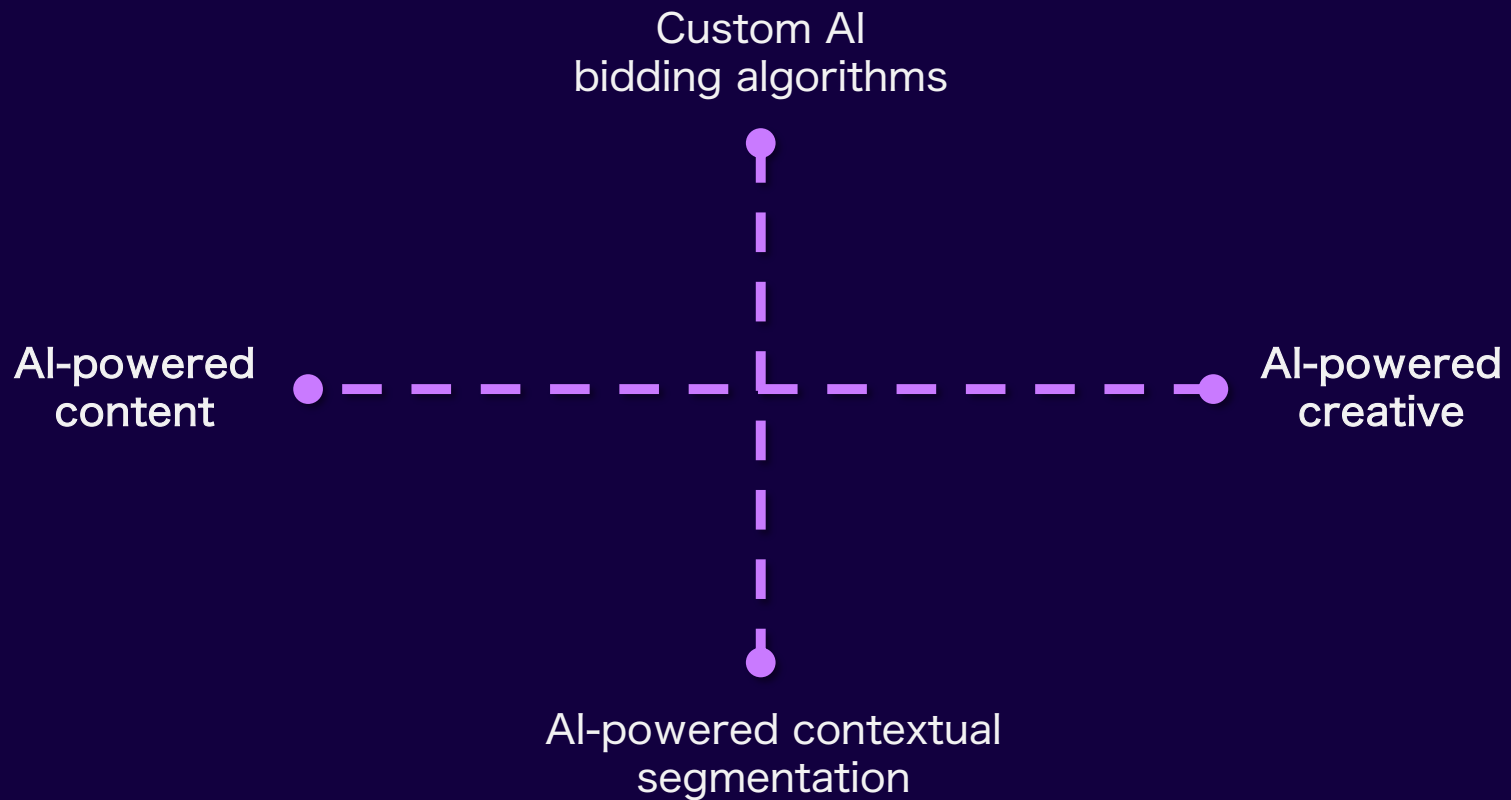 Custom AI
bidding algorithms
AI-powered
content
AI-powered
creative
AI-powered contextual
segmentation